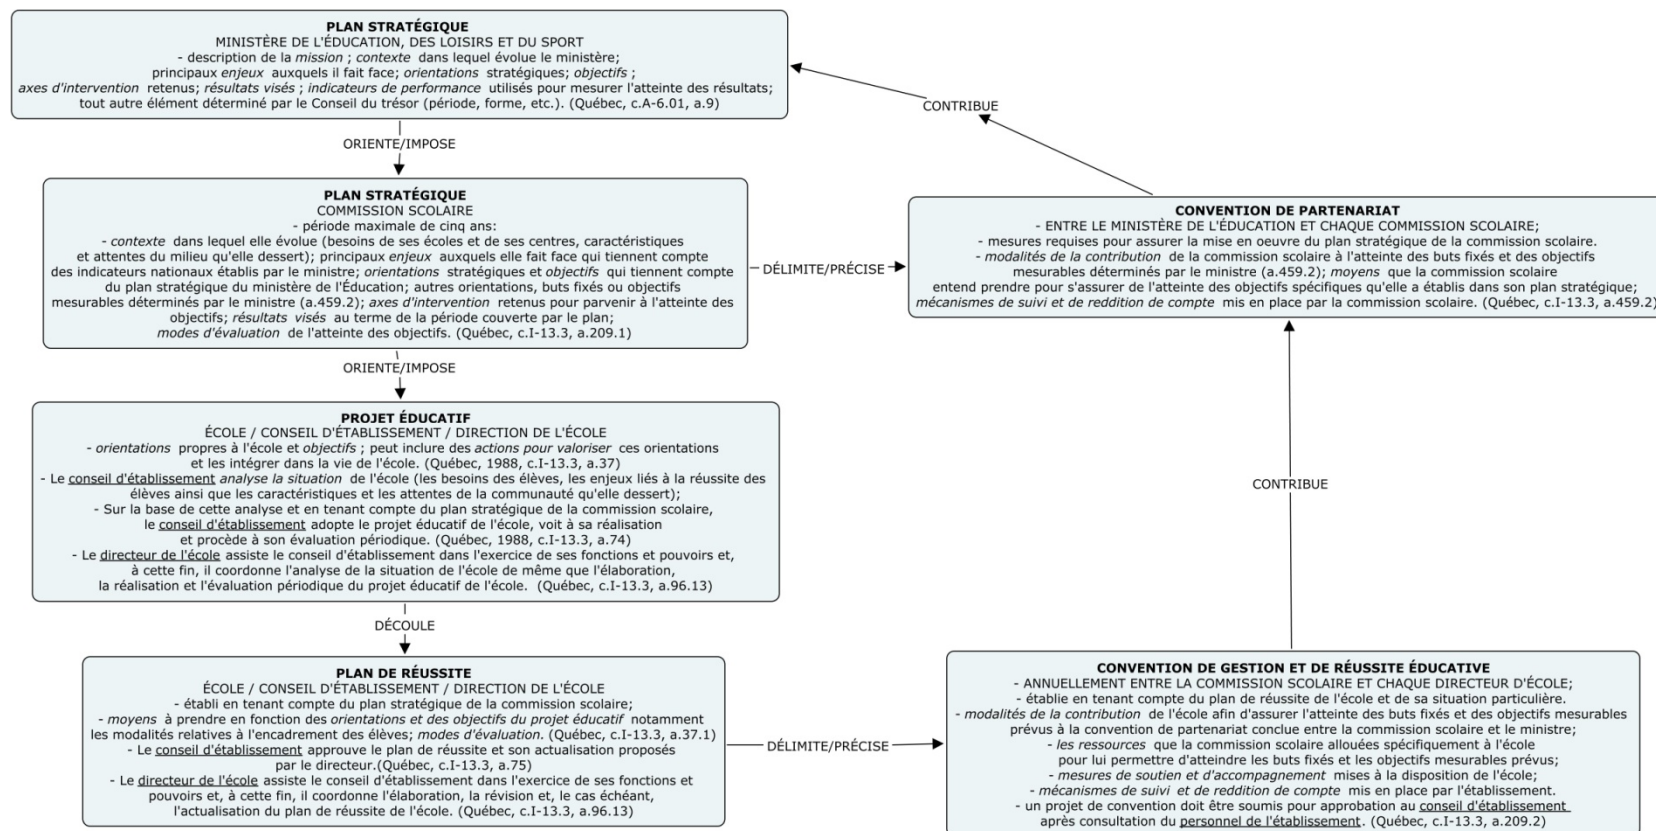 PLAN STRATÉGIQUE
MINISTÈRE DE L'ÉDUCATION, DES LOISIRS ET DU SPORT
- description de la mission ; contexte dans lequel évolue le ministère;
principaux enjeux auxquels il fait face; orientations stratégiques; objectifs ;
axes d'intervention retenus; résultats visés ; indicateurs de performance utilisés pour mesurer l'atteinte des résultats;
tout autre élément déterminé par le Conseil du trésor (période, forme, etc.). (Québec, c.A-6.01, a.9)
ORIENTE/IMPOSE
PLAN STRATÉGIQUE
COMMISSION SCOLAIRE
- période maximale de cinq ans:
- contexte dans lequel elle évolue (besoins de ses écoles et de ses centres, caractéristiques
et attentes du milieu qu'elle dessert); principaux enjeux auxquels elle fait face qui tiennent compte
des indicateurs nationaux établis par le ministre; orientations stratégiques et objectifs qui tiennent compte
du plan stratégique du ministère de l'Éducation; autres orientations, buts fixés ou objectifs
mesurables déterminés par le ministre (a.459.2); axes d'intervention retenus pour parvenir à l'atteinte des
objectifs; résultats visés au terme de la période couverte par le plan;
modes d'évaluation de l'atteinte des objectifs. (Québec, c.I-13.3, a.209.1)
ORIENTE/IMPOSE
PROJET ÉDUCATIF
ÉCOLE / CONSEIL D'ÉTABLISSEMENT / DIRECTION DE L'ÉCOLE
- orientations propres à l'école et objectifs ; peut inclure des actions pour valoriser ces orientations
et les intégrer dans la vie de l'école. (Québec, 1988, c.I-13.3, a.37)
- Le conseil d'établissement analyse la situation de l'école (les besoins des élèves, les enjeux liés à la réussite des
élèves ainsi que les caractéristiques et les attentes de la communauté qu'elle dessert);
- Sur la base de cette analyse et en tenant compte du plan stratégique de la commission scolaire,
le conseil d'établissement adopte le projet éducatif de l'école, voit à sa réalisation
et procède à son évaluation périodique. (Québec, 1988, c.I-13.3, a.74)
- Le directeur de l'école assiste le conseil d'établissement dans l'exercice de ses fonctions et pouvoirs et,
à cette fin, il coordonne l'analyse de la situation de l'école de même que l'élaboration,
la réalisation et l'évaluation périodique du projet éducatif de l'école. (Québec, c.I-13.3, a.96.13)
DÉCOULE
PLAN DE RÉUSSITE
ÉCOLE / CONSEIL D'ÉTABLISSEMENT / DIRECTION DE L'ÉCOLE
- établi en tenant compte du plan stratégique de la commission scolaire;
- moyens à prendre en fonction des orientations et des objectifs du projet éducatif notamment
les modalités relatives à l'encadrement des élèves; modes d'évaluation. (Québec, c.I-13.3, a.37.1)
- Le conseil d'établissement approuve le plan de réussite et son actualisation proposés
par le directeur.(Québec, c.I-13.3, a.75)
- Le directeur de l'école assiste le conseil d'établissement dans l'exercice de ses fonctions et
pouvoirs et, à cette fin, il coordonne l'élaboration, la révision et, le cas échéant,
l'actualisation du plan de réussite de l'école. (Québec, c.I-13.3, a.96.13)
DÉLIMITE/PRÉCISE
CONVENTION DE GESTION ET DE RÉUSSITE ÉDUCATIVE
- ANNUELLEMENT ENTRE LA COMMISSION SCOLAIRE ET CHAQUE DIRECTEUR D'ÉCOLE;
- établie en tenant compte du plan de réussite de l'école et de sa situation particulière.
- modalités de la contribution de l'école afin d'assurer l'atteinte des buts fixés et des objectifs mesurables
prévus à la convention de partenariat conclue entre la commission scolaire et le ministre;
- les ressources que la commission scolaire allouées spécifiquement à l'école
pour lui permettre d'atteindre les buts fixés et les objectifs mesurables prévus;
- mesures de soutien et d'accompagnement mises à la disposition de l'école;
- mécanismes de suivi et de reddition de compte mis en place par l'établissement.
- un projet de convention doit être soumis pour approbation au conseil d'établissement
après consultation du personnel de l'établissement. (Québec, c.I-13.3, a.209.2)
CONTRIBUE
DÉLIMITE/PRÉCISE
CONVENTION DE PARTENARIAT
- ENTRE LE MINISTÈRE DE L'ÉDUCATION ET CHAQUE COMMISSION SCOLAIRE;
- mesures requises pour assurer la mise en oeuvre du plan stratégique de la commission scolaire.
- modalités de la contribution de la commission scolaire à l'atteinte des buts fixés et des objectifs
mesurables déterminés par le ministre (a.459.2); moyens que la commission scolaire
entend prendre pour s'assurer de l'atteinte des objectifs spécifiques qu'elle a établis dans son plan stratégique;
mécanismes de suivi et de reddition de compte mis en place par la commission scolaire. (Québec, c.I-13.3, a.459.2)
CONTRIBUE